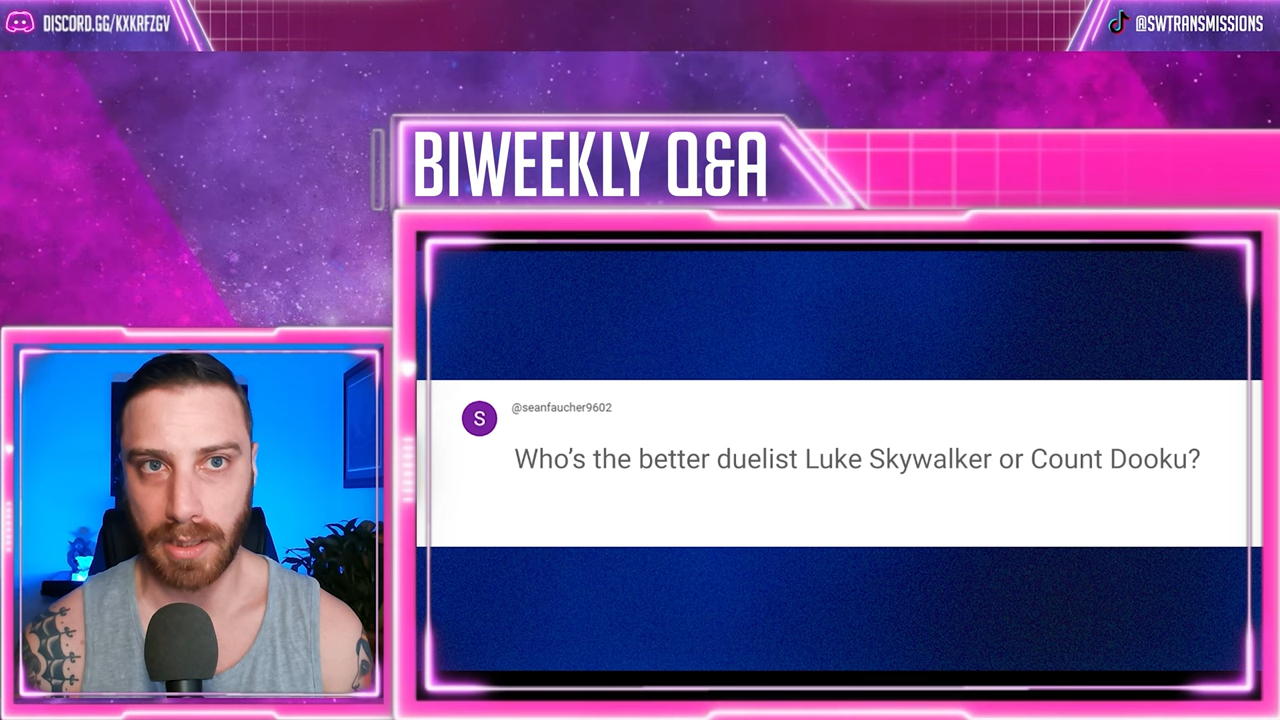 DISCORD.GG/KXKRFZGV
@SWTRANSMISSIONS
BIWEEKLY Q&A
S
@seanfaucher9602
Who's the better duelist Luke Skywalker or Count Dooku?